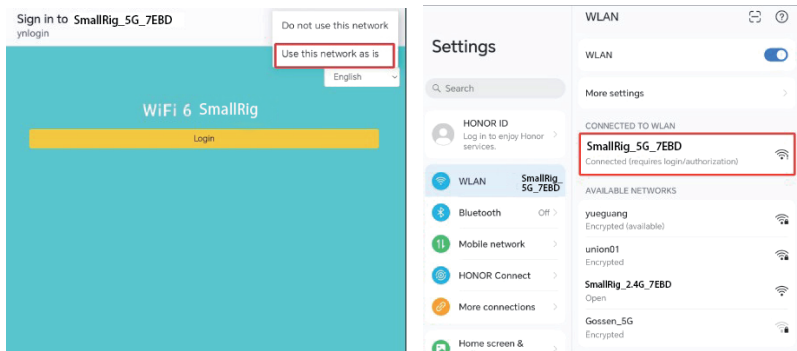 Sign in to SmallRig_5G_7EBD
ynlogin
Do not use this network
Use this network as is
English
WiFi 6 SmallRig
Login
Settings
Search
HONOR ID
Log in to enjoy Honor
services.
WLAN
SmallRig_
5G_7EBD
Bluetooth
Off
Mobile network
HONOR Connect
More connections
Home screen &
WLAN
WLAN
More settings
CONNECTED TO WLAN
SmallRig_5G_7EBD
Connected (requires login/authorization)
AVAILABLE NETWORKS
yueguang
Encrypted (available)
union01
Encrypted
SmallRig_2.4G_7EBD
Open
Gossen_5G
Encrypted